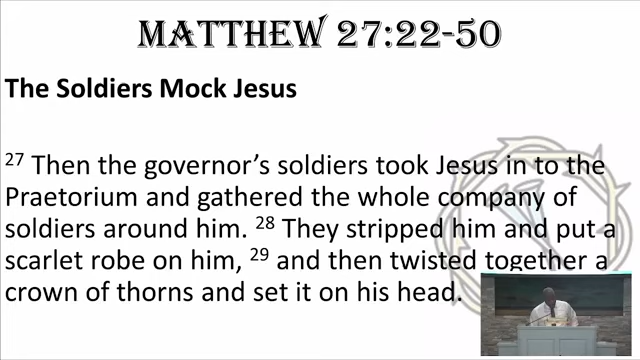 MATTHEW 27:22-50
The Soldiers Mock Jesus
27 Then the governor’s soldiers took Jesus in to the
Praetorium and gathered the whole company of
soldiers around him. 28 They stripped him and put a
scarlet robe on him, 29 and then twisted together a
crown of thorns and set it on his head.